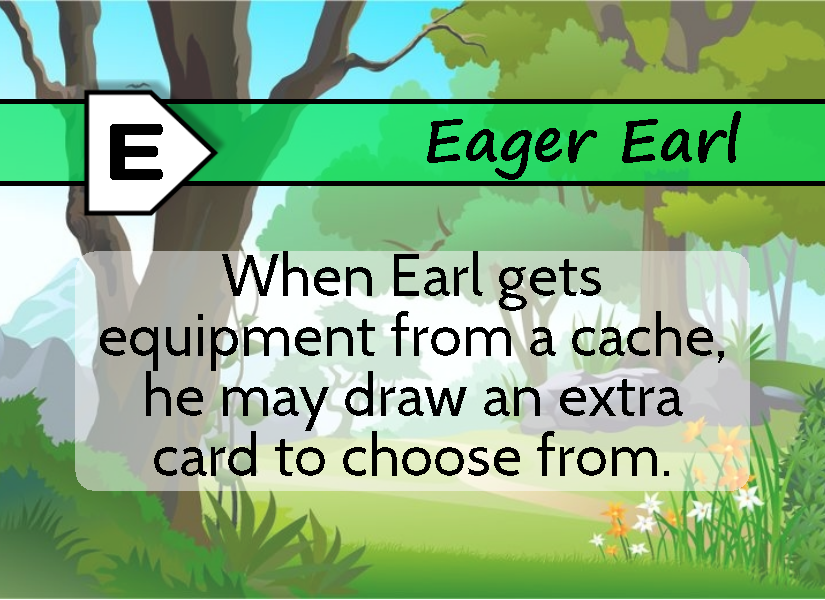 E
Eager Earl
When Earl gets
equipment from a cache,
he may draw an extra
card to choose from.